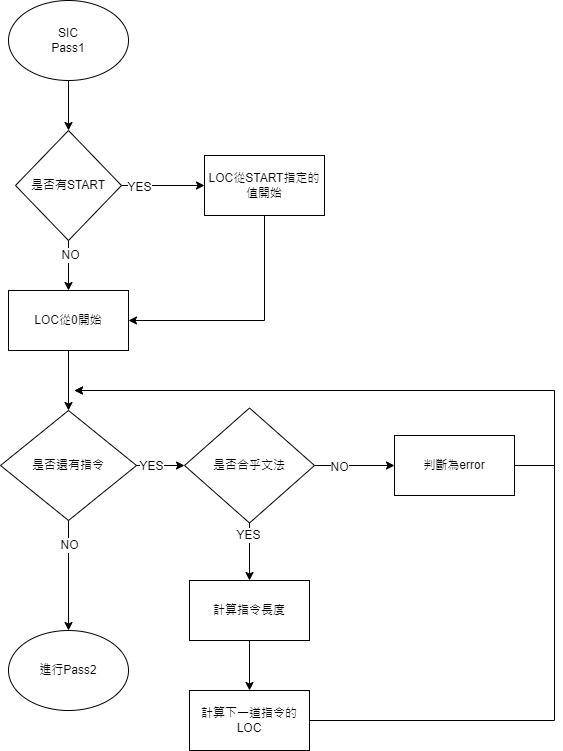 SIC
Pass1
是否有START
YES
LOC從START指定的
值開始
NO
LOC從0開始
是否還有指令
YES
是否合乎文法
NO
判斷為error
YES
NO
計算指令長度
進行Pass2
計算下一道指令的
LOC